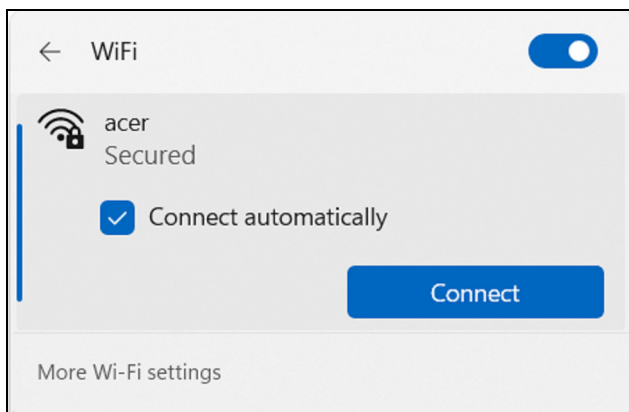 WiFi
acer
Secured
Connect automatically
Connect
More Wi-Fi settings